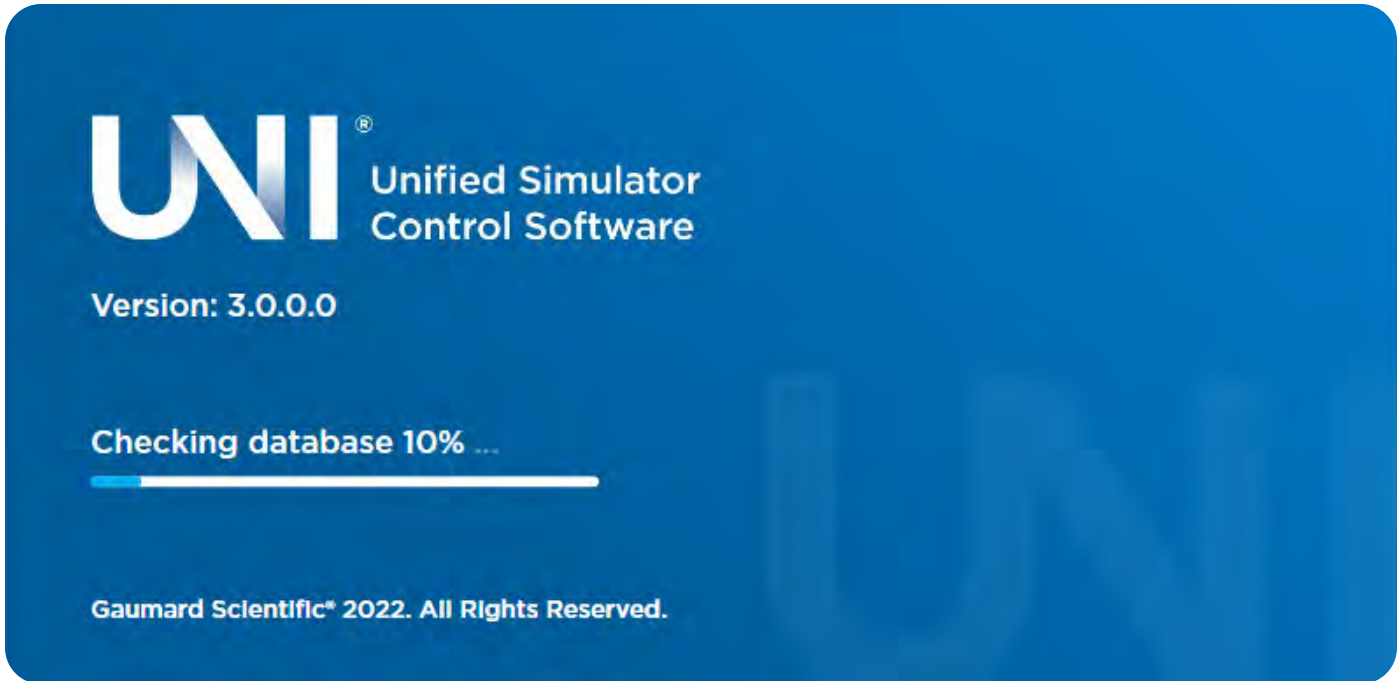 UNI®
Unified Simulator
Control Software
Version: 3.0.0.0
Checking database 10% ...
Gaumard Scientific® 2022. All Rights Reserved.
UNI